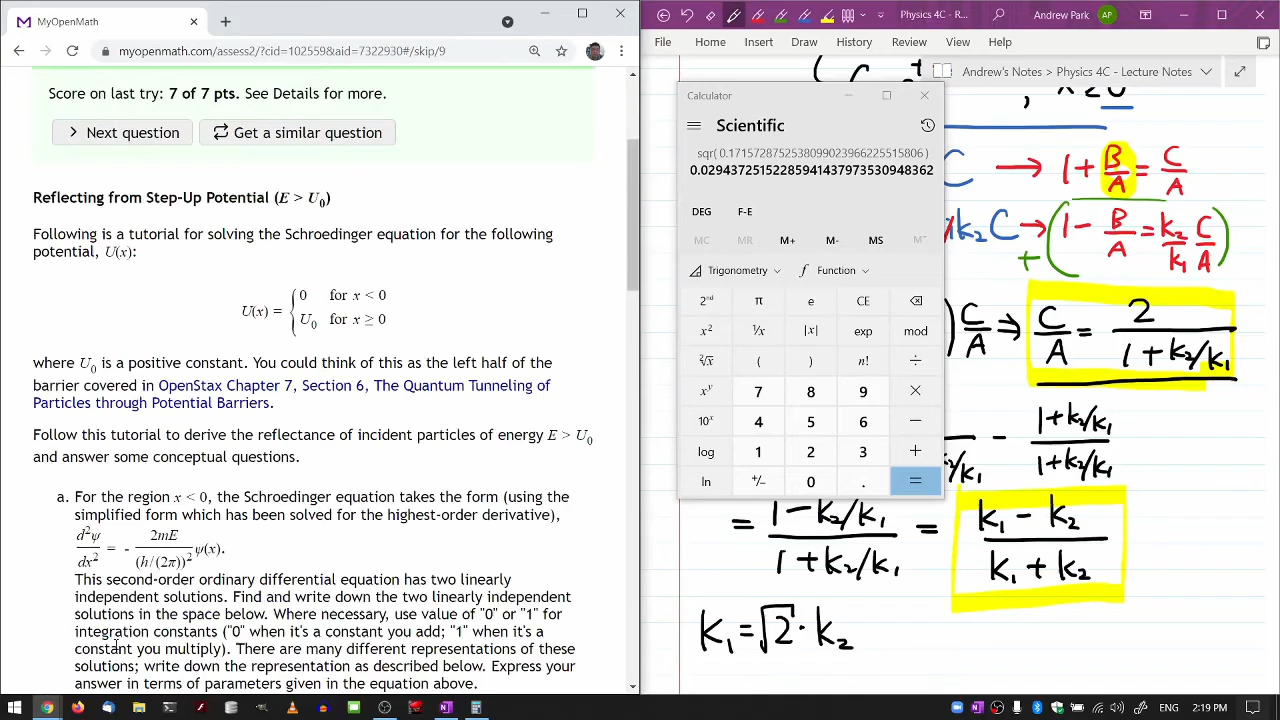 MyOpenMath
myopenmath.com/assess2/?cid=102559&aid=7322930#/skip/9
Score on last try: 7 of 7 pts. See Details for more.
Next question
Get a similar question
Reflecting from Step-Up Potential (E > U0)
Following is a tutorial for solving the Schroedinger equation for the following
potential, U(x):
U(x) = { 0 for x < 0
U0 for x ≥ 0
where U0 is a positive constant. You could think of this as the left half of the
barrier covered in OpenStax Chapter 7, Section 6, The Quantum Tunneling of
Particles through Potential Barriers.
Follow this tutorial to derive the reflectance of incident particles of energy E > U0
and answer some conceptual questions.
a. For the region x < 0, the Schroedinger equation takes the form (using the
simplified form which has been solved for the highest-order derivative),
d²ψ/dx² = - 2mE/(h/(2π))² ψ(x).
This second-order ordinary differential equation has two linearly
independent solutions. Find and write down the two linearly independent
solutions in the space below. Where necessary, use value of "0" or "1" for
integration constants ("0" when it's a constant you add; "1" when it's a
constant you multiply). There are many different representations of these
solutions; write down the representation as described below. Express your
answer in terms of parameters given in the equation above.
Physics 4C - R...
Andrew Park
AP
File Home Insert Draw History Review View Help
Andrew's Notes > Physics 4C - Lecture Notes
Calculator
Scientific
sqr( 0.17157287525380990239662255158​06 )
0.02943725152285941437973530948362
DEG F-E
MC MR M+ M- MS M˅
Trigonometry Function
2ⁿᵈ π e CE
x² ¹/x |x| exp mod
²√x ( ) n! ÷
xʸ 7 8 9 ×
10ˣ 4 5 6 −
log 1 2 3 +
ln +/− 0 . =
, x ≥ 0
C → 1 + B/A = C/A
k2C → ( 1 - B/A = k2/k1 C/A )
+
) C/A ⇒ C/A = 2/(1 + k2/k1)
- (1 + k2/k1)/(1 + k2/k1)
= (1 - k2/k1)/(1 + k2/k1) = (k1 - k2)/(k1 + k2)
k1 = √2 · k2
2:19 PM